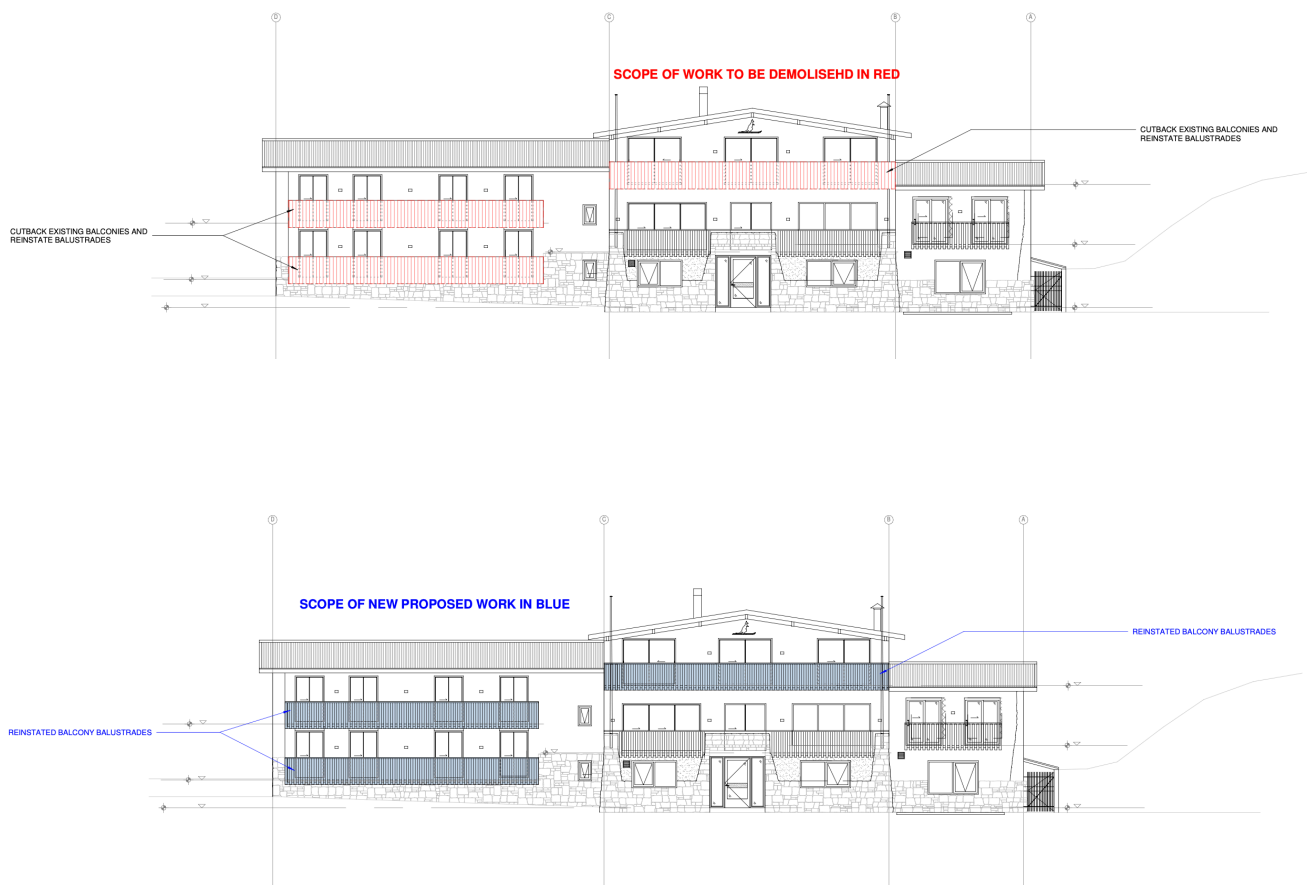 D
C
B
A
SCOPE OF WORK TO BE DEMOLISEHD IN RED
CUTBACK EXISTING BALCONIES AND
REINSTATE BALUSTRADES
CUTBACK EXISTING BALCONIES AND
REINSTATE BALUSTRADES
D
C
B
A
SCOPE OF NEW PROPOSED WORK IN BLUE
REINSTATED BALCONY BALUSTRADES
REINSTATED BALCONY BALUSTRADES